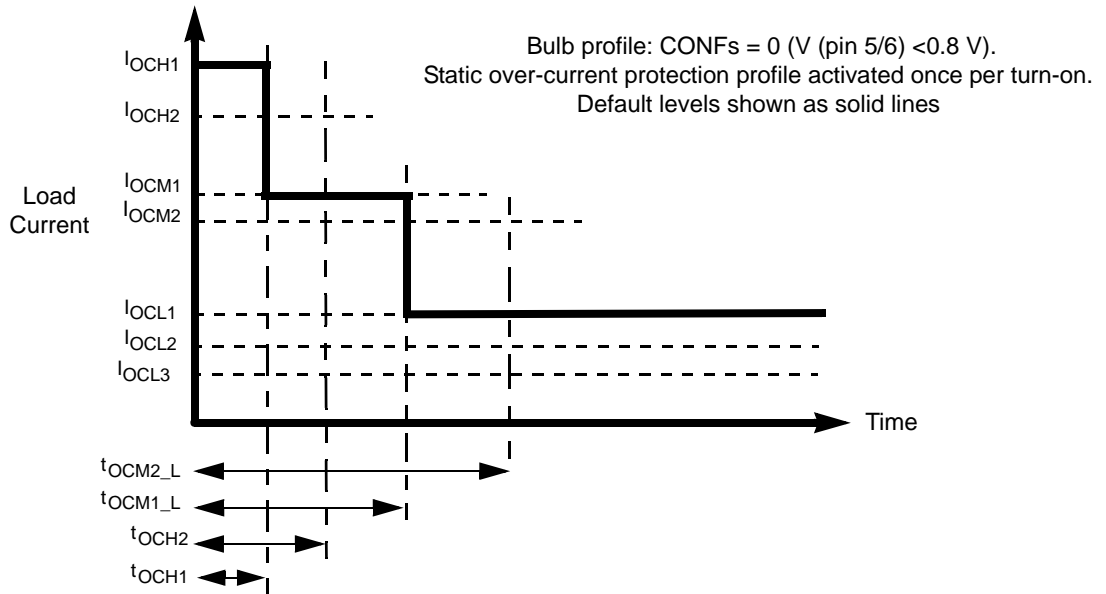 Bulb profile: CONFs = 0 (V (pin 5/6) <0.8 V).
Static over-current protection profile activated once per turn-on.
Default levels shown as solid lines
IOCH1
IOCH2
IOCM1
Load
Current
IOCM2
IOCL1
IOCL2
IOCL3
Time
tOCM2_L
tOCM1_L
tOCH2
tOCH1